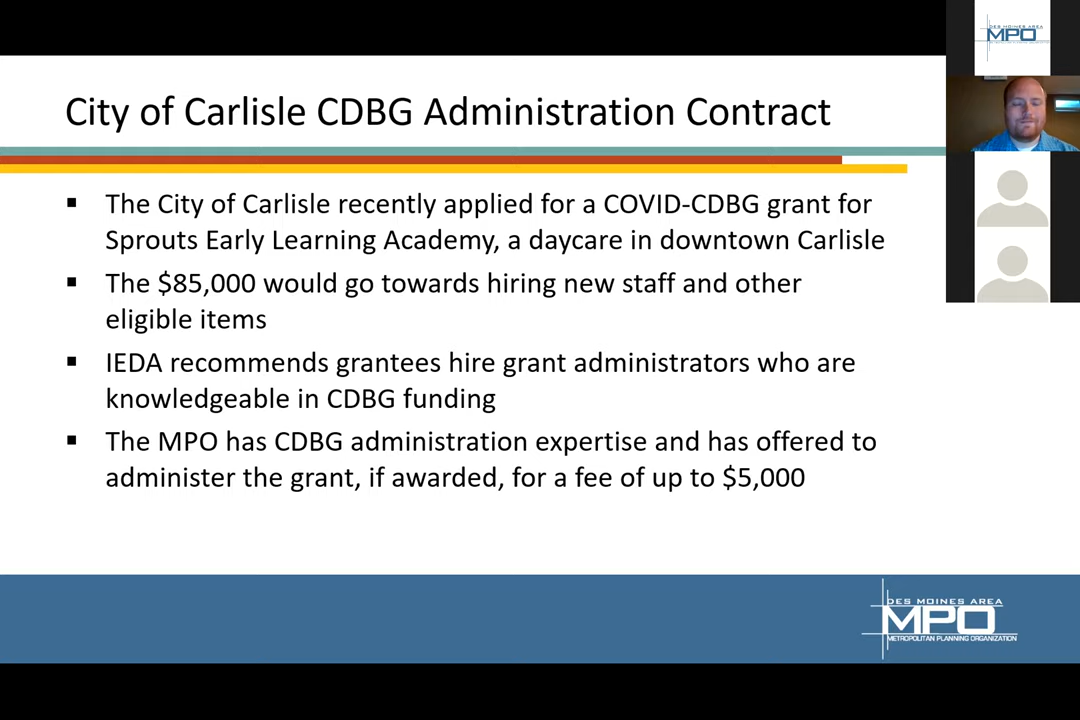 City of Carlisle CDBG Administration Contract
▪ The City of Carlisle recently applied for a COVID-CDBG grant for
Sprouts Early Learning Academy, a daycare in downtown Carlisle
▪ The $85,000 would go towards hiring new staff and other
eligible items
▪ IEDA recommends grantees hire grant administrators who are
knowledgeable in CDBG funding
▪ The MPO has CDBG administration expertise and has offered to
administer the grant, if awarded, for a fee of up to $5,000
DES MOINES AREA
MPO
METROPOLITAN PLANNING ORGANIZATION
DES MOINES AREA
MPO